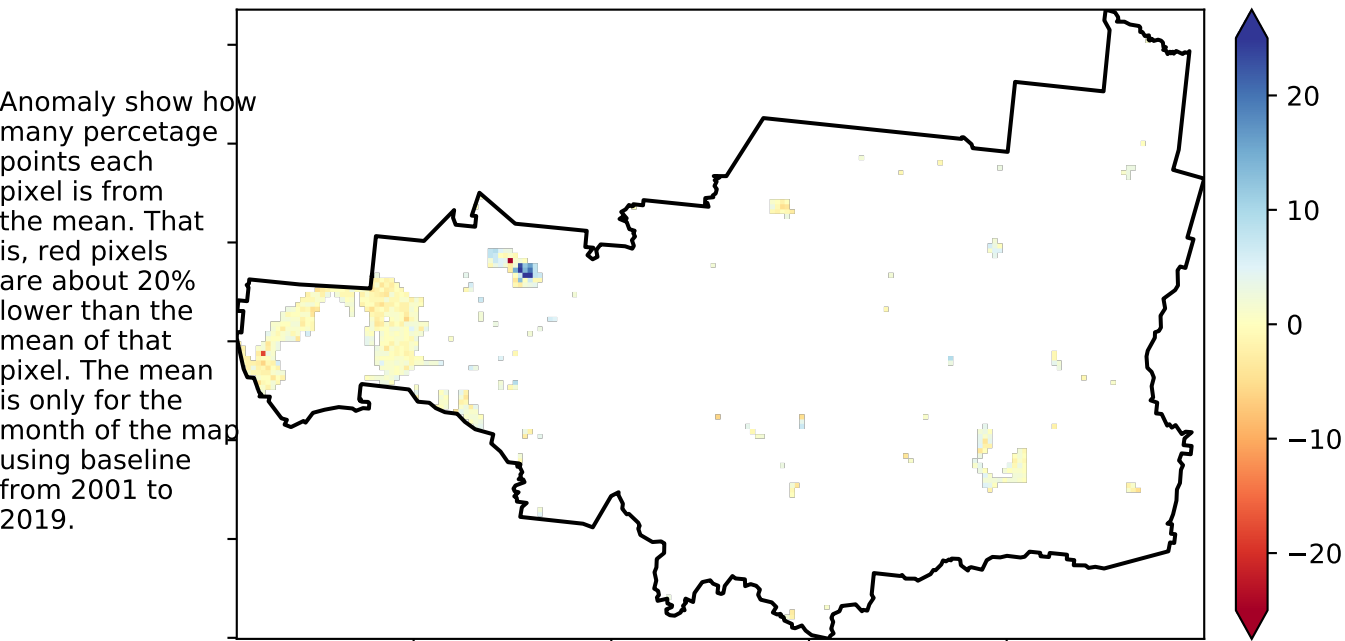 Anomaly show how
many percetage
points each
pixel is from
the mean. That
is, red pixels
are about 20%
lower than the
mean of that
pixel. The mean
is only for the
month of the map
using baseline
from 2001 to
2019.
20
10
0
−10
−20